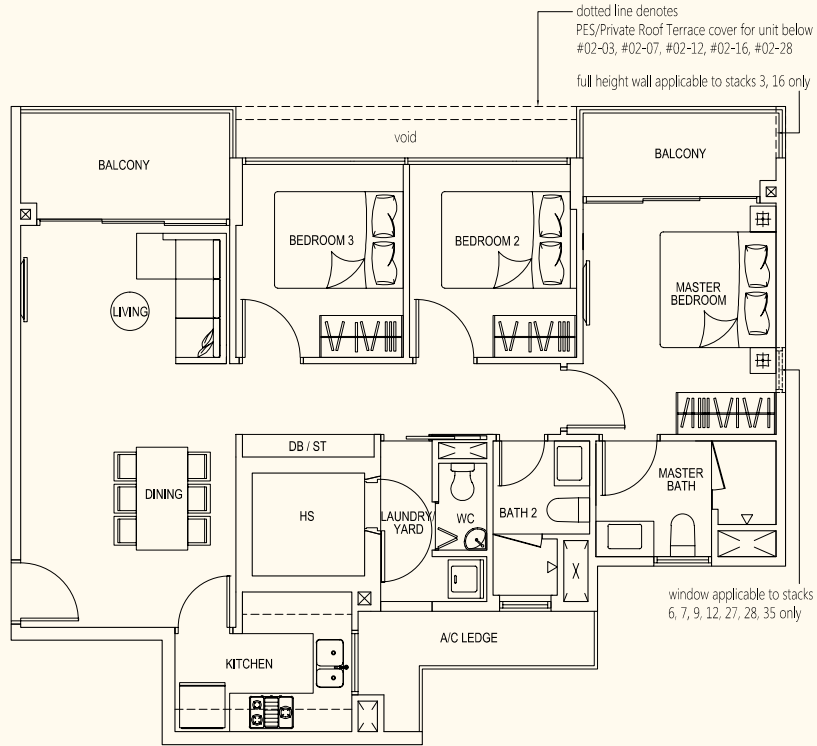 dotted line denotes
PES/Private Roof Terrace cover for unit below
#02-03, #02-07, #02-12, #02-16, #02-28
full height wall applicable to stacks 3, 16 only
void
BALCONY
BALCONY
BEDROOM 3
BEDROOM 2
MASTER
BEDROOM
LIVING
DB / ST
DINING
HS
LAUNDRY/
YARD
WC
BATH 2
MASTER
BATH
window applicable to stacks
6, 7, 9, 12, 27, 28, 35 only
A/C LEDGE
KITCHEN